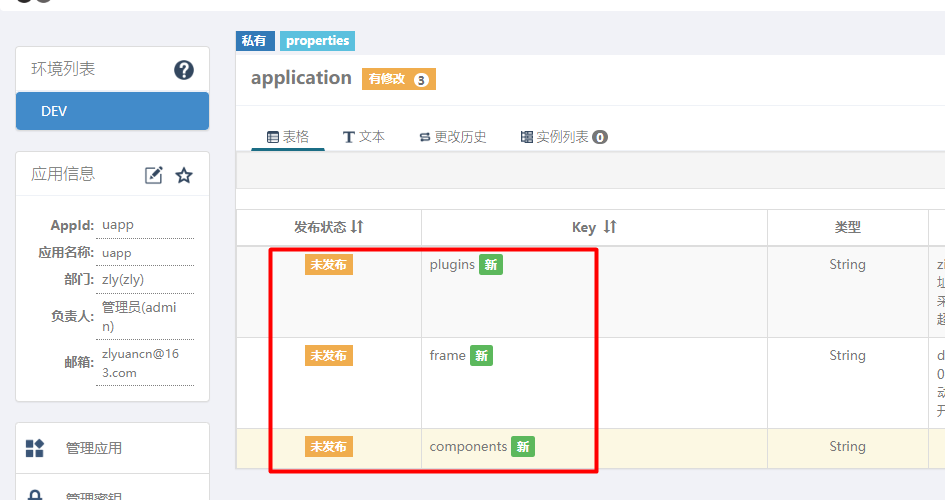 私有 properties
环境列表
DEV
application 有修改 3
表格 文本 更改历史 实例列表 0
应用信息
AppId: uapp
应用名称: uapp
部门: zly(zly)
负责人: 管理员(admi
n)
邮箱: zlyuancn@16
3.com
管理应用
管理密钥
发布状态 Key 类型
未发布 plugins 新 String
未发布 frame 新 String
未发布 components 新 String